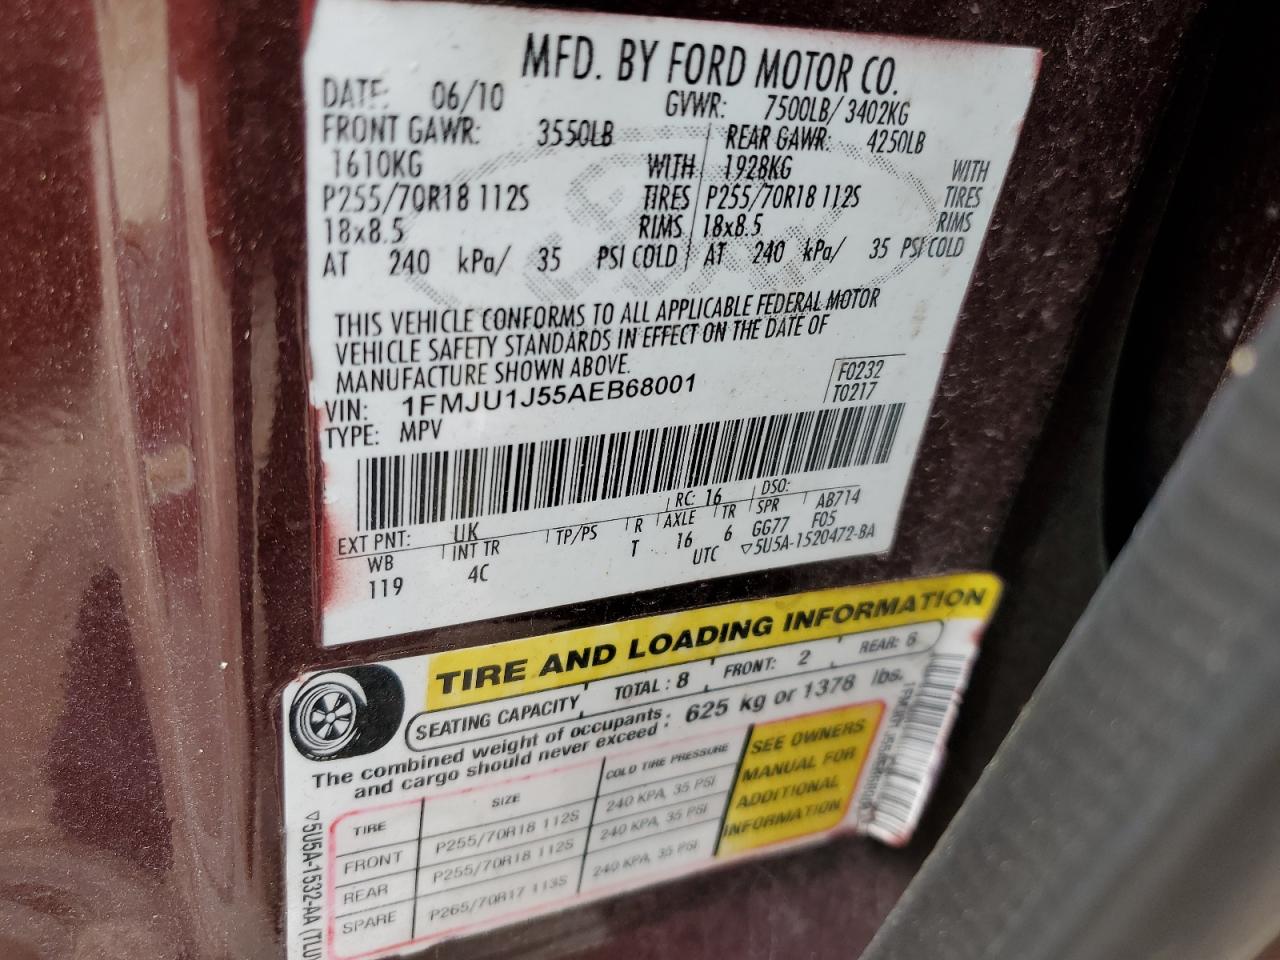 MFD. BY FORD MOTOR CO.
DATE: 06/10 GVWR: 7500LB/ 3402KG
FRONT GAWR: 3550LB REAR GAWR: 4250LB
1610KG WITH 1928KG WITH
P255/70R18 112S TIRES P255/70R18 112S TIRES
18x8.5 RIMS 18x8.5 RIMS
AT 240 kPa/ 35 PSI COLD AT 240 kPa/ 35 PSI COLD
THIS VEHICLE CONFORMS TO ALL APPLICABLE FEDERAL MOTOR
VEHICLE SAFETY STANDARDS IN EFFECT ON THE DATE OF
MANUFACTURE SHOWN ABOVE.
F0232
VIN: 1FMJU1J55AEB68001 T0217
TYPE: MPV
EXT PNT: UK RC: 16 DSO:
WB INT TR TP/PS R AXLE TR SPR AB714
119 4C T 16 6 GG77 F05
UTC ▽5U5A-1520472-BA
TIRE AND LOADING INFORMATION
SEATING CAPACITY TOTAL: 8 FRONT: 2 REAR: 6
The combined weight of occupants
and cargo should never exceed: 625 kg or 1378 lbs.
TIRE SIZE COLD TIRE PRESSURE
FRONT P255/70R18 112S 240 KPA, 35 PSI
REAR P255/70R18 112S 240 KPA, 35 PSI
SPARE P265/70R17 113S 240 KPA, 35 PSI
SEE OWNERS
MANUAL FOR
ADDITIONAL
INFORMATION
▽5U5A-1532-AA (TLU